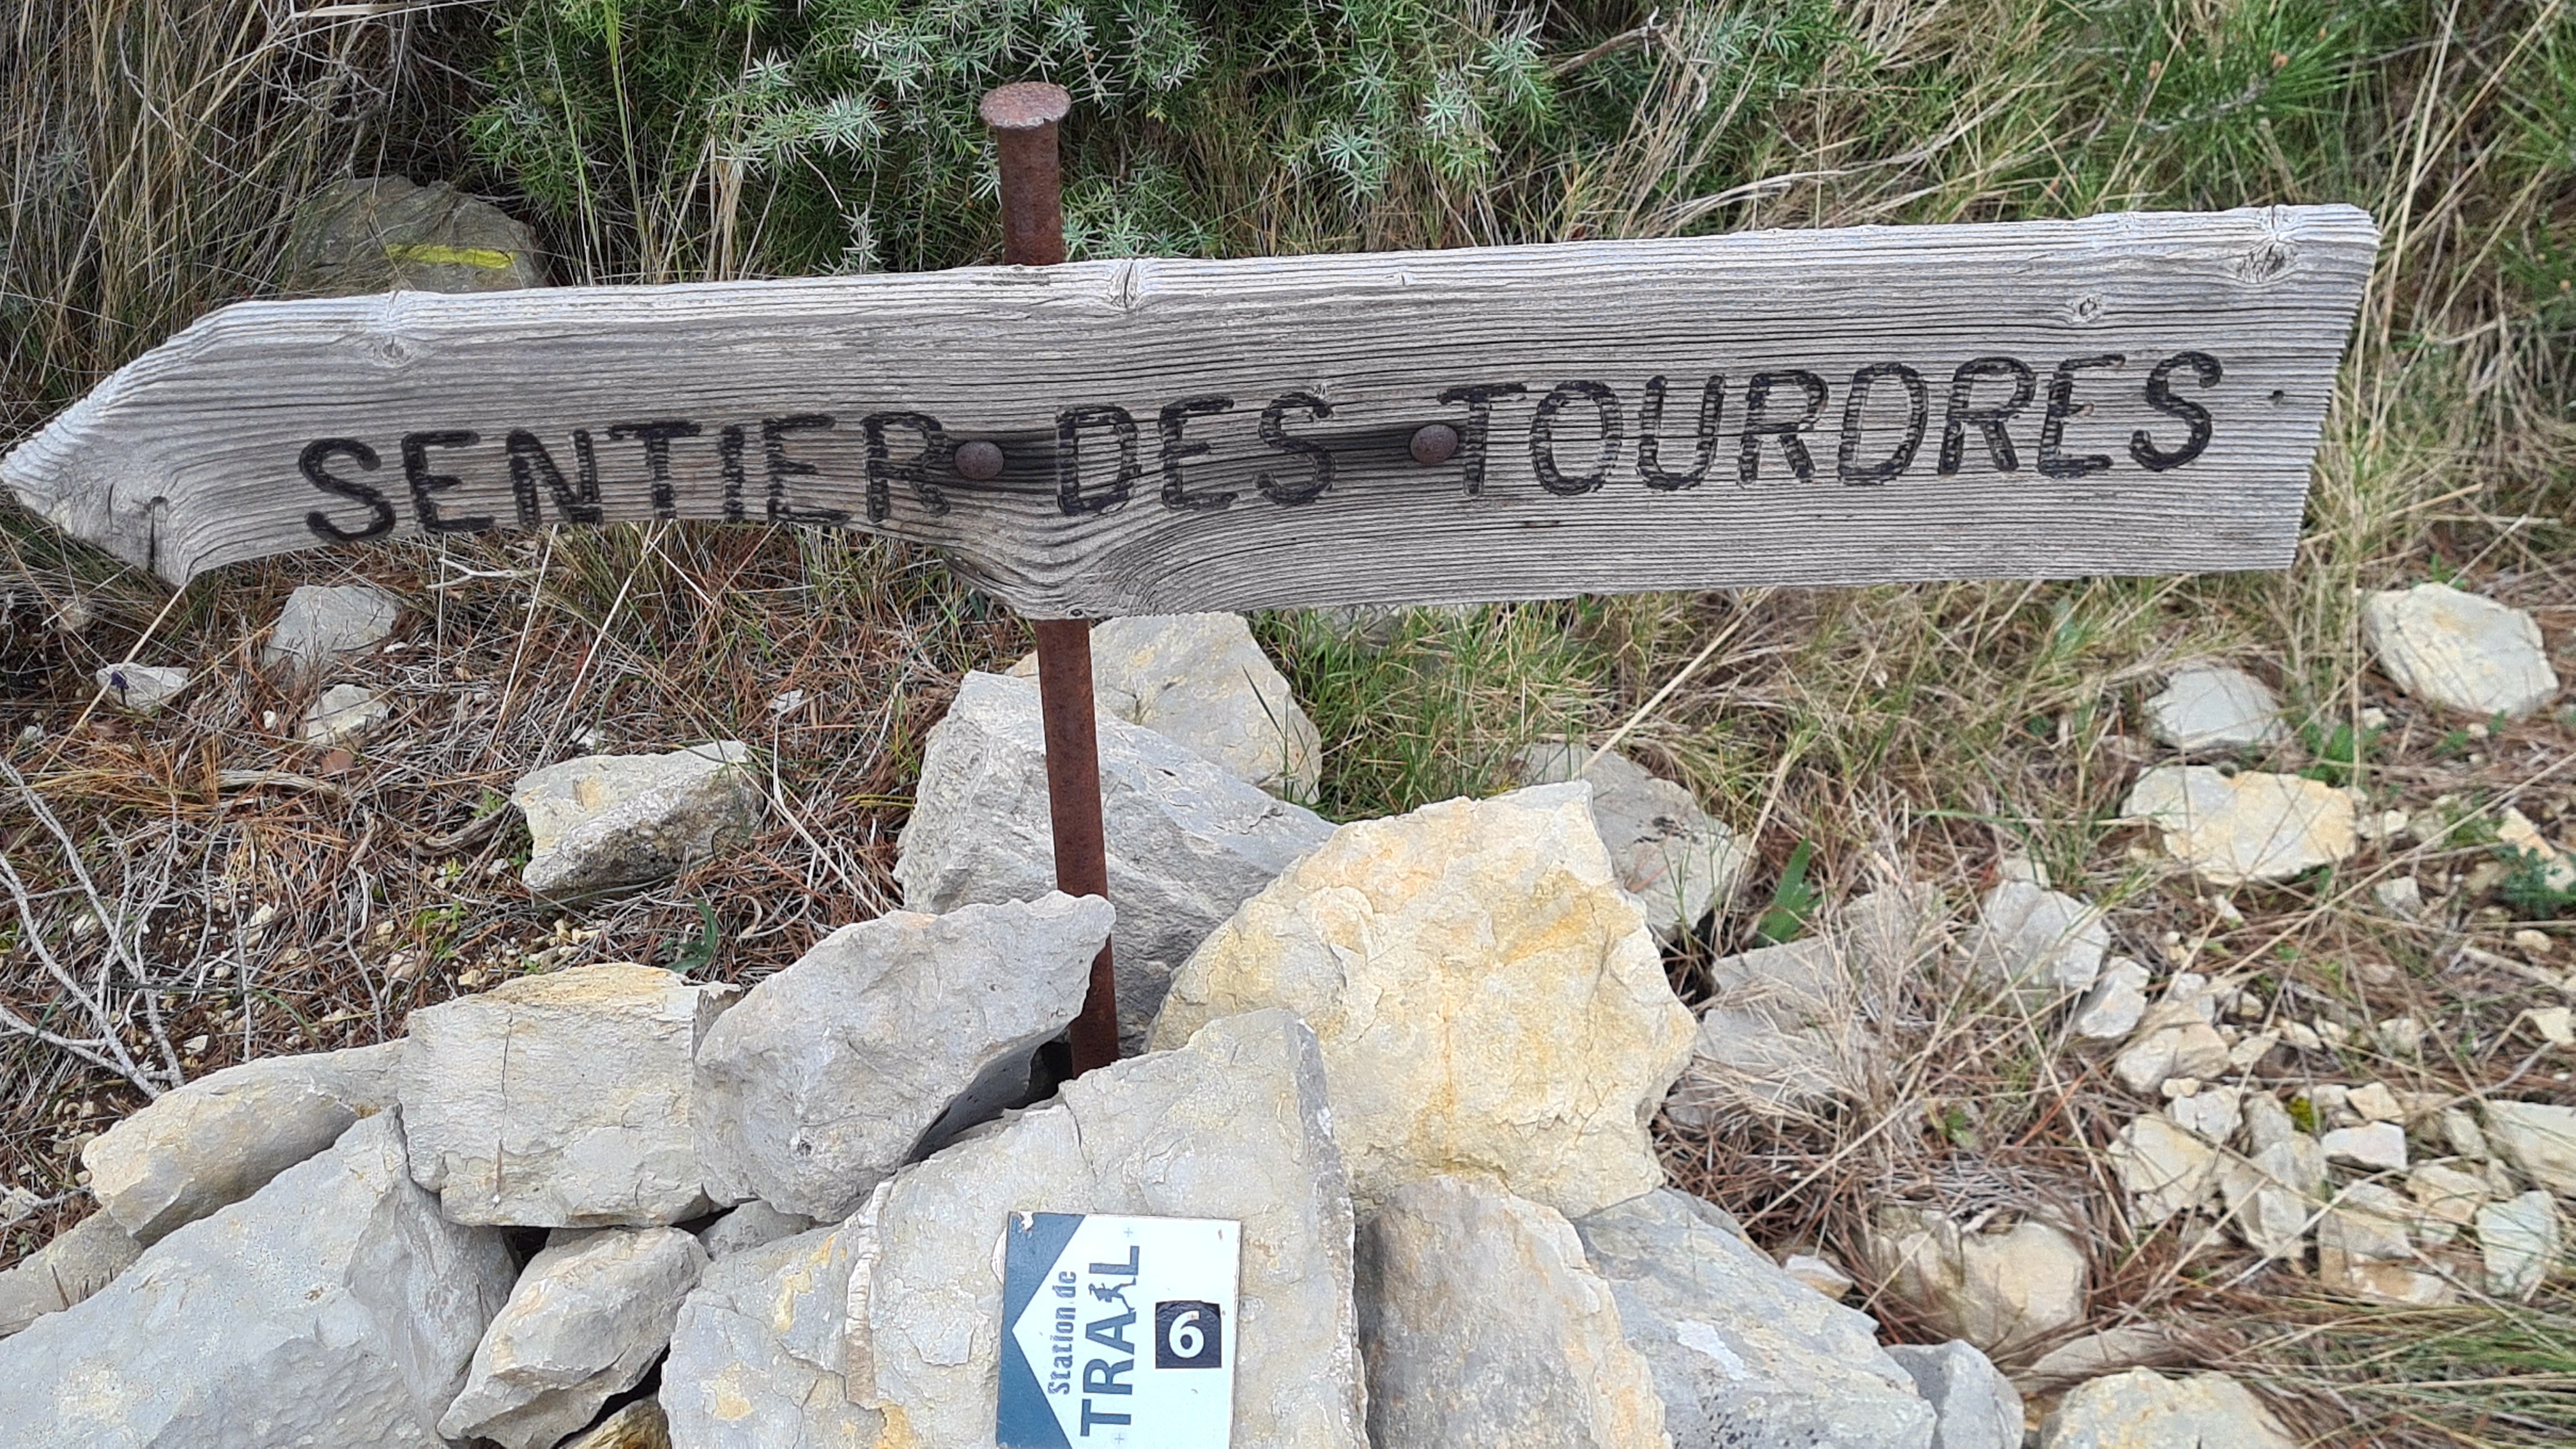 SENTIER DES TOURDRES
Station de
TRAIL
6